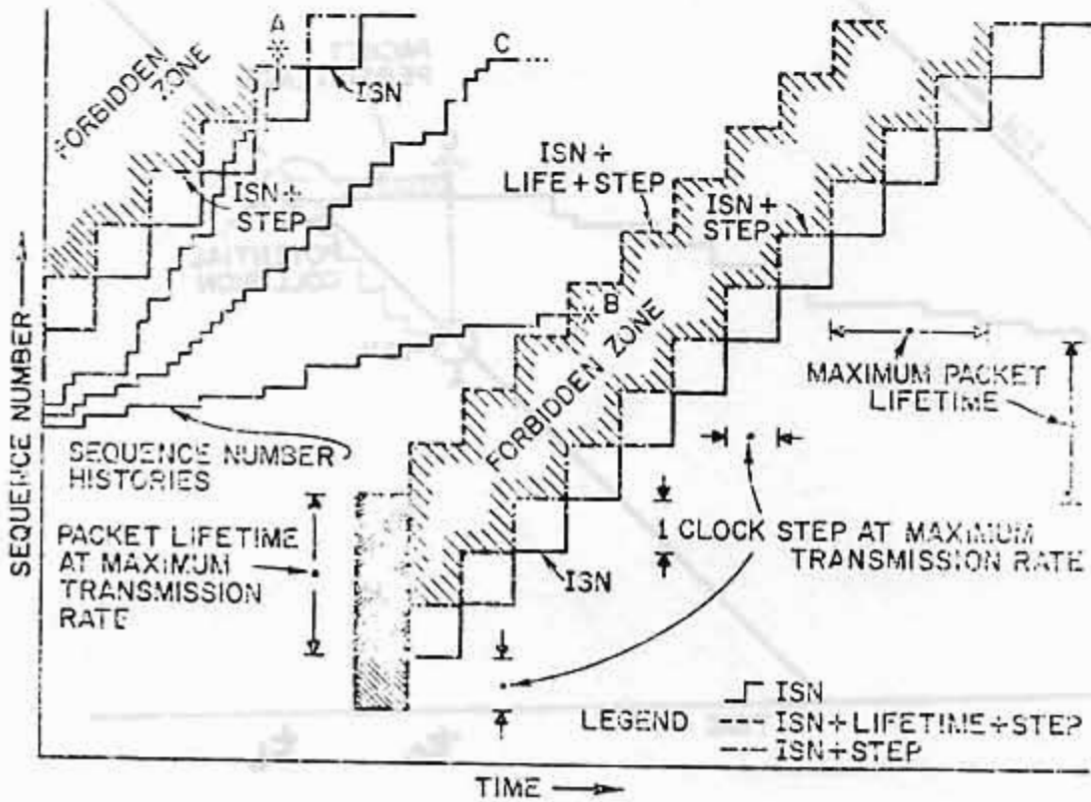 A
C
FORBIDDEN ZONE
ISN
ISN+
STEP
ISN+
LIFE+STEP
ISN+
STEP
B
FORBIDDEN ZONE
MAXIMUM PACKET
LIFETIME
SEQUENCE NUMBER
SEQUENCE NUMBER
HISTORIES
PACKET LIFETIME
AT MAXIMUM
TRANSMISSION
RATE
1 CLOCK STEP AT MAXIMUM
TRANSMISSION RATE
ISN
LEGEND
ISN
ISN+LIFETIME+STEP
ISN+STEP
TIME